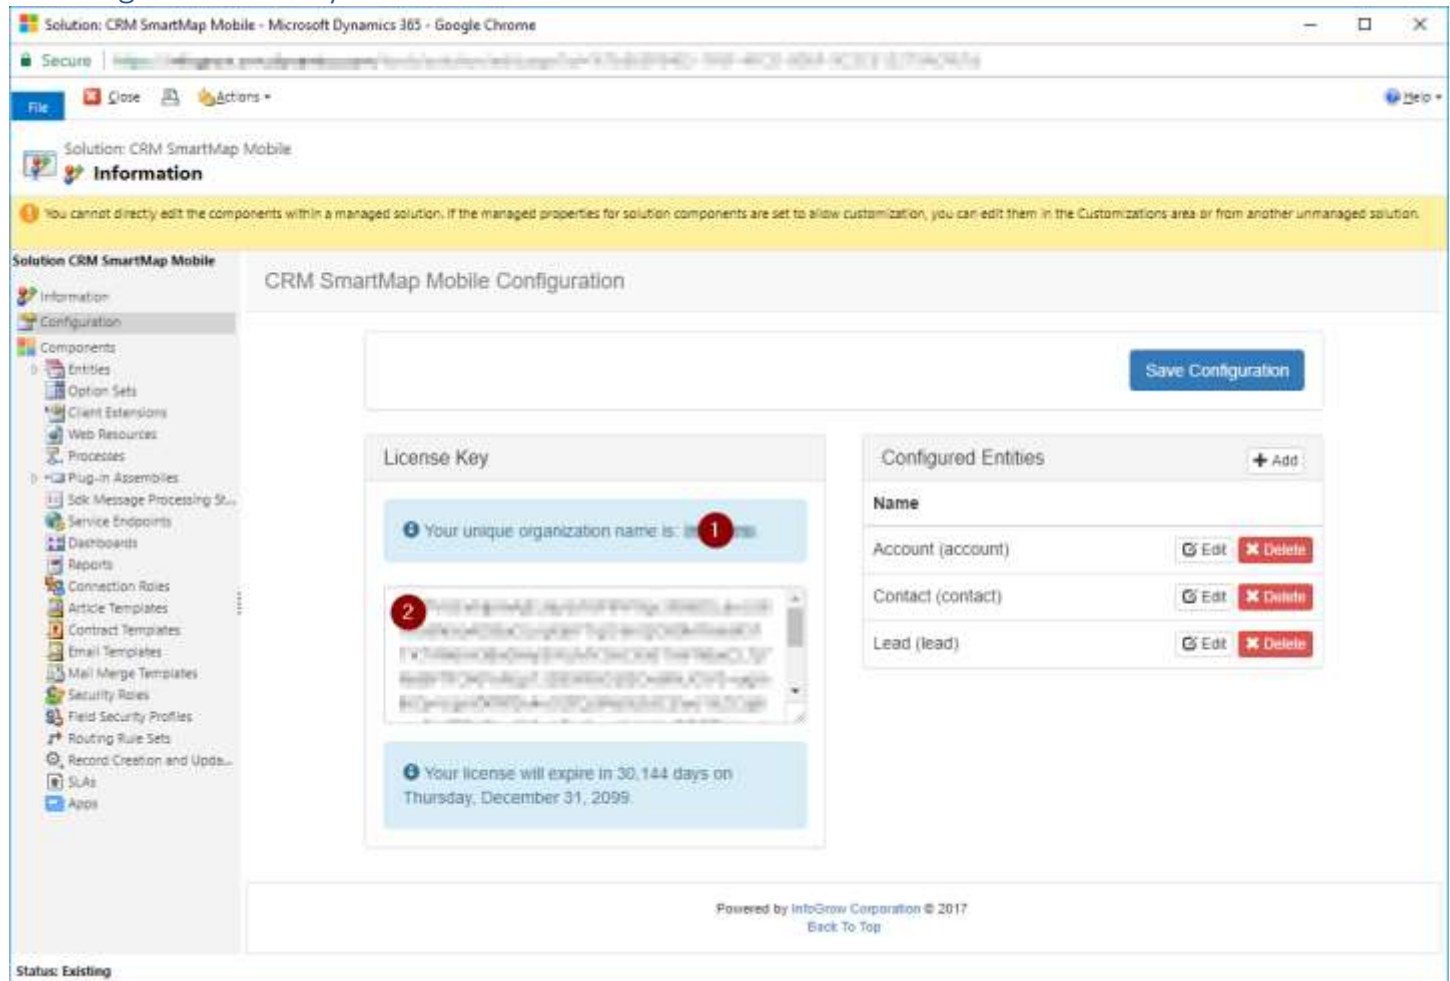 Solution: CRM SmartMap Mobile - Microsoft Dynamics 365 - Google Chrome
Secure
File
Close
Actions
Help
Solution: CRM SmartMap Mobile
Information
You cannot directly edit the components within a managed solution. If the managed properties for solution components are set to allow customization, you can edit them in the Customizations area or from another unmanaged solution.
Solution CRM SmartMap Mobile
Information
Configuration
Components
Entities
Option Sets
Client Extensions
Web Resources
Processes
Plug-in Assemblies
Sdk Message Processing St...
Service Endpoints
Dashboards
Reports
Connection Roles
Article Templates
Contract Templates
Email Templates
Mail Merge Templates
Security Roles
Field Security Profiles
Routing Rule Sets
Record Creation and Upda...
SLAs
Apps
CRM SmartMap Mobile Configuration
Save Configuration
License Key
Your unique organization name is:
1
2
Your license will expire in 30,144 days on
Thursday, December 31, 2099.
Configured Entities
Add
Name
Account (account) Edit Delete
Contact (contact) Edit Delete
Lead (lead) Edit Delete
Powered by InfoGrow Corporation © 2017
Back To Top
Status: Existing